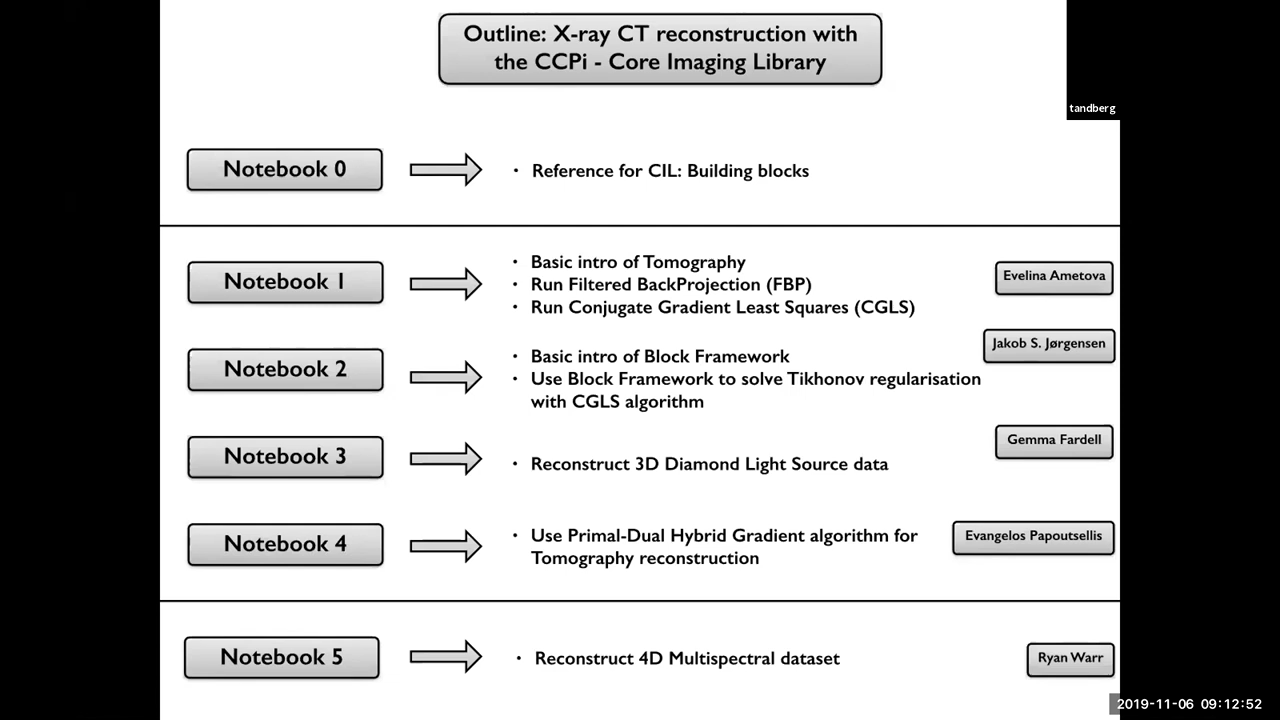 Outline: X-ray CT reconstruction with
the CCPi - Core Imaging Library
tandberg
Notebook 0
• Reference for CIL: Building blocks
Notebook 1
• Basic intro of Tomography
• Run Filtered BackProjection (FBP)
• Run Conjugate Gradient Least Squares (CGLS)
Evelina Ametova
Notebook 2
• Basic intro of Block Framework
• Use Block Framework to solve Tikhonov regularisation
with CGLS algorithm
Jakob S. Jørgensen
Notebook 3
• Reconstruct 3D Diamond Light Source data
Gemma Fardell
Notebook 4
• Use Primal-Dual Hybrid Gradient algorithm for
Tomography reconstruction
Evangelos Papoutsellis
Notebook 5
• Reconstruct 4D Multispectral dataset
Ryan Warr
2019-11-06 09:12:52